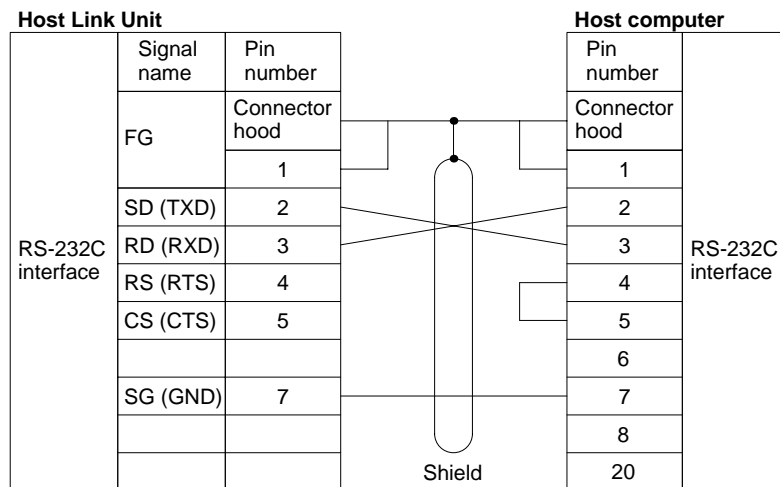 Host Link Unit
Host computer
Signal name
Pin number
Pin number
FG
Connector hood
Connector hood
1
1
SD (TXD)
2
2
RD (RXD)
3
3
RS-232C interface
RS-232C interface
RS (RTS)
4
4
CS (CTS)
5
5
6
SG (GND)
7
7
8
Shield
20